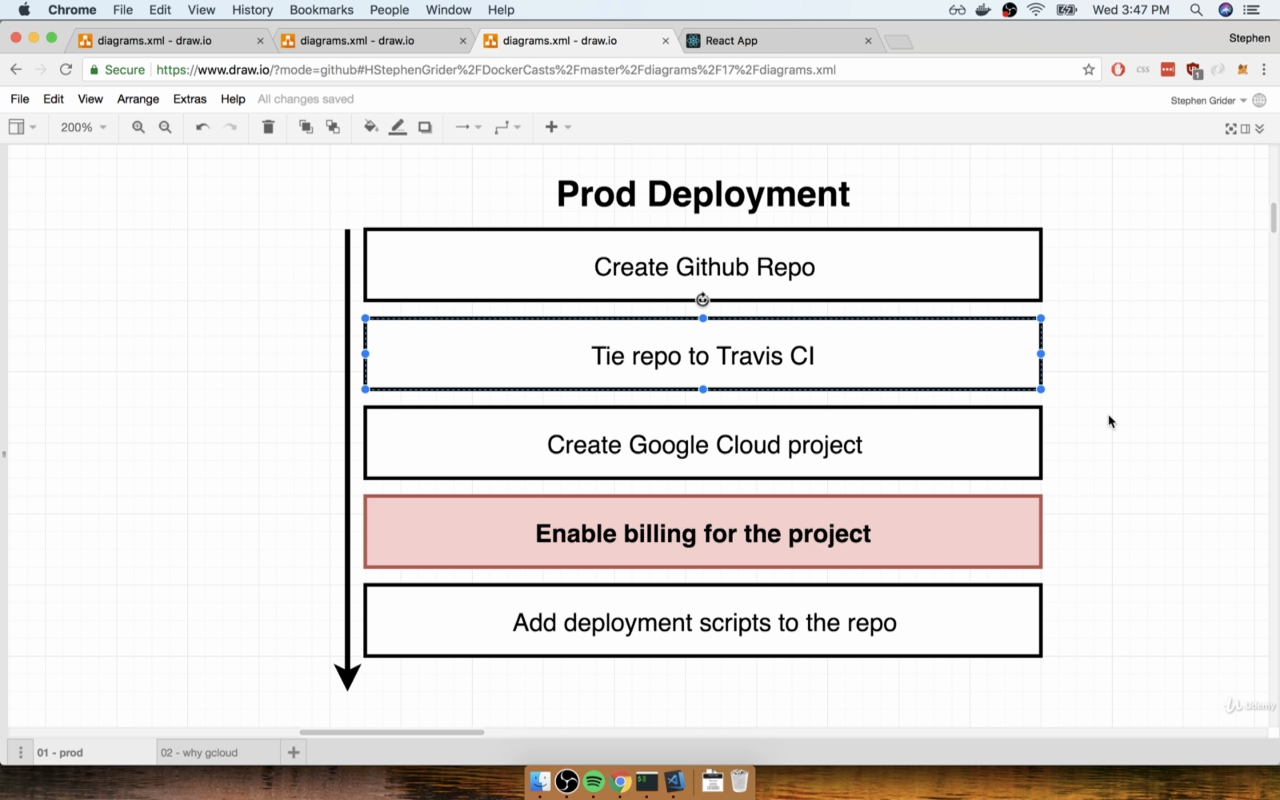 Chrome File Edit View History Bookmarks People Window Help Wed 3:47 PM
diagrams.xml - draw.io diagrams.xml - draw.io diagrams.xml - draw.io React App Stephen
Secure https://www.draw.io/?mode=github#HStephenGrider%2FDockerCasts%2Fmaster%2Fdiagrams%2F17%2Fdiagrams.xml css 1
File Edit View Arrange Extras Help All changes saved Stephen Grider
200%
Prod Deployment
Create Github Repo
Tie repo to Travis CI
Create Google Cloud project
Enable billing for the project
Add deployment scripts to the repo
Udemy
01 - prod 02 - why gcloud